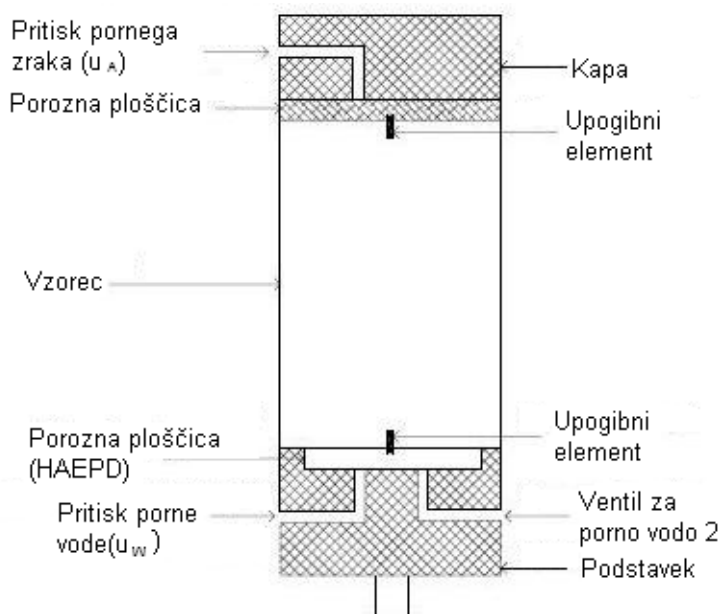 Pritisk pornega
zraka (u A)
Porozna ploščica
Vzorec
Porozna ploščica
(HAEPD)
Pritisk porne
vode(u w )
Kapa
Upogibni
element
Upogibni
element
Ventil za
porno vodo 2
Podstavek